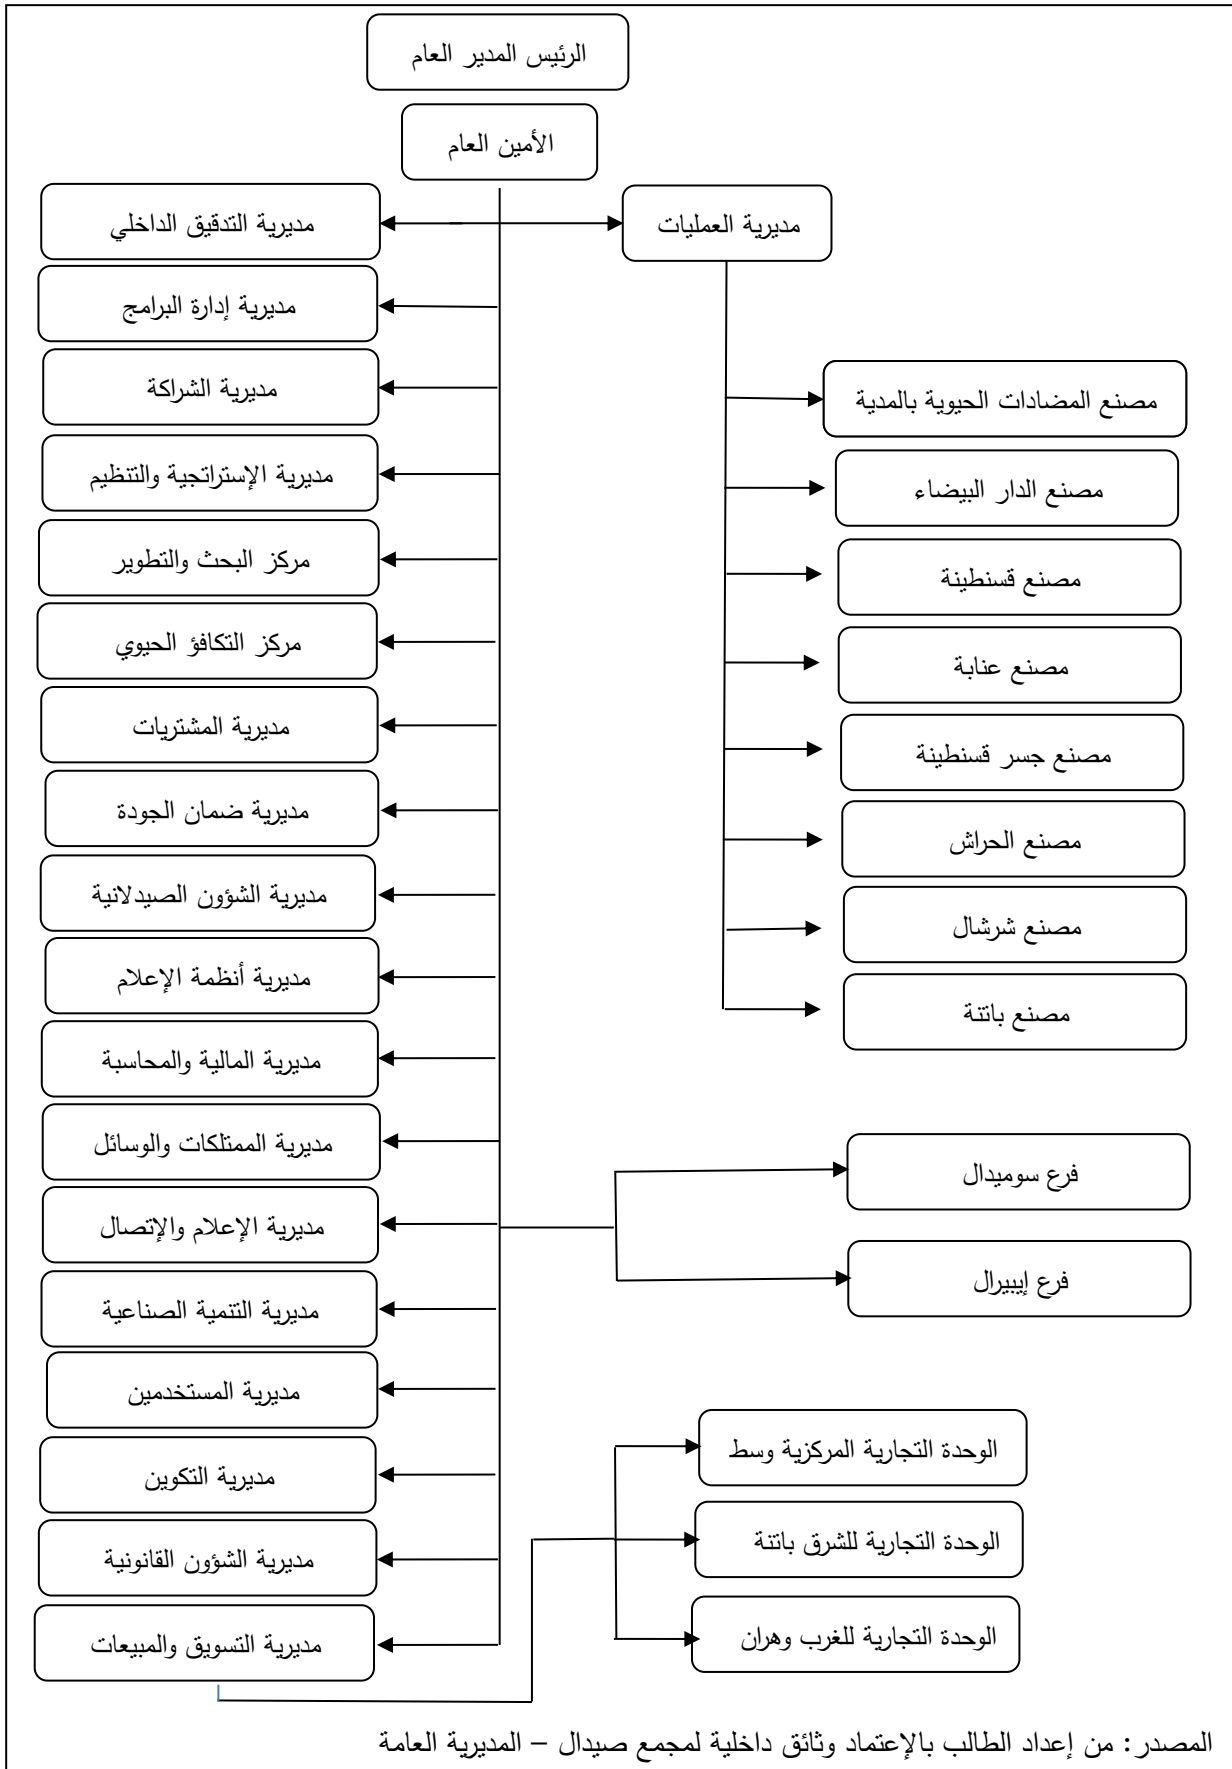 الرئيس المدير العام
الأمين العام
مديرية العمليات
مديرية التدقيق الداخلي
مديرية إدارة البرامج
مديرية الشراكة
مديرية الإستراتجية والتنظيم
مركز البحث والتطوير
مركز التكافؤ الحيوي
مديرية المشتريات
مديرية ضمان الجودة
مديرية الشؤون الصيدلانية
مديرية أنظمة الإعلام
مديرية المالية والمحاسبة
مديرية الممتلكات والوسائل
مديرية الإعلام والإتصال
مديرية التنمية الصناعية
مديرية المستخدمين
مديرية التكوين
مديرية الشؤون القانونية
مديرية التسويق والمبيعات
مصنع المضادات الحيوية بالمدية
مصنع الدار البيضاء
مصنع قسنطينة
مصنع عنابة
مصنع جسر قسنطينة
مصنع الحراش
مصنع شرشال
مصنع باتنة
فرع سوميدال
فرع إيبيرال
الوحدة التجارية المركزية وسط
الوحدة التجارية للشرق باتنة
الوحدة التجارية للغرب وهران
المصدر: من إعداد الطالب بالإعتماد وثائق داخلية لمجمع صيدال – المديرية العامة